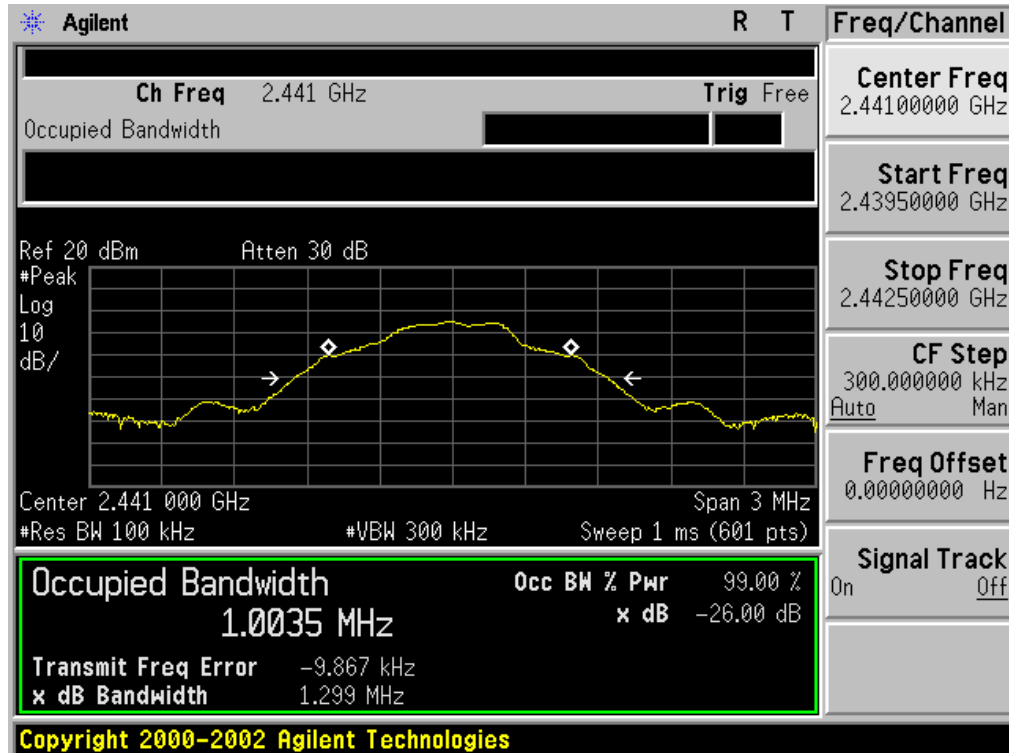 Agilent R T
Freq/Channel
Ch Freq 2.441 GHz Trig Free
Occupied Bandwidth
Center Freq
2.44100000 GHz
Start Freq
2.43950000 GHz
Stop Freq
2.44250000 GHz
CF Step
300.000000 kHz
Auto Man
Freq Offset
0.00000000 Hz
Signal Track
On Off
Ref 20 dBm Atten 30 dB
#Peak
Log
10
dB/
Center 2.441 000 GHz Span 3 MHz
#Res BW 100 kHz #VBW 300 kHz Sweep 1 ms (601 pts)
Occupied Bandwidth
1.0035 MHz
Occ BW % Pwr 99.00 %
x dB -26.00 dB
Transmit Freq Error -9.867 kHz
x dB Bandwidth 1.299 MHz
Copyright 2000-2002 Agilent Technologies